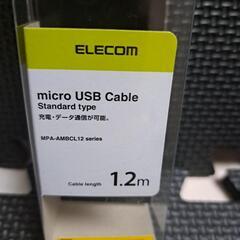 ELECOM
micro USB Cable
Standard type
充電・データ通信が可能。
MPA-AMBCL12 series
Cable length 1.2m